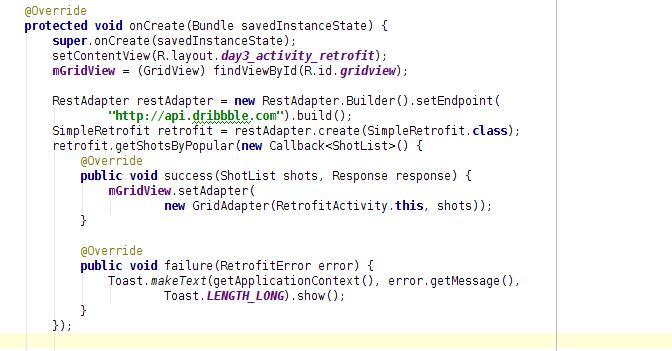 @Override
protected void onCreate(Bundle savedInstanceState) {
super.onCreate(savedInstanceState);
setContentView(R.layout.day3_activity_retrofit);
mGridView = (GridView) findViewById(R.id.gridview);
RestAdapter restAdapter = new RestAdapter.Builder().setEndpoint(
"http://api.dribbble.com").build();
SimpleRetrofit retrofit = restAdapter.create(SimpleRetrofit.class);
retrofit.getShotsByPopular(new Callback<ShotList>() {
@Override
public void success(ShotList shots, Response response) {
mGridView.setAdapter(
new GridAdapter(RetrofitActivity.this, shots));
}
@Override
public void failure(RetrofitError error) {
Toast.makeText(getApplicationContext(), error.getMessage(),
Toast.LENGTH_LONG).show();
}
});